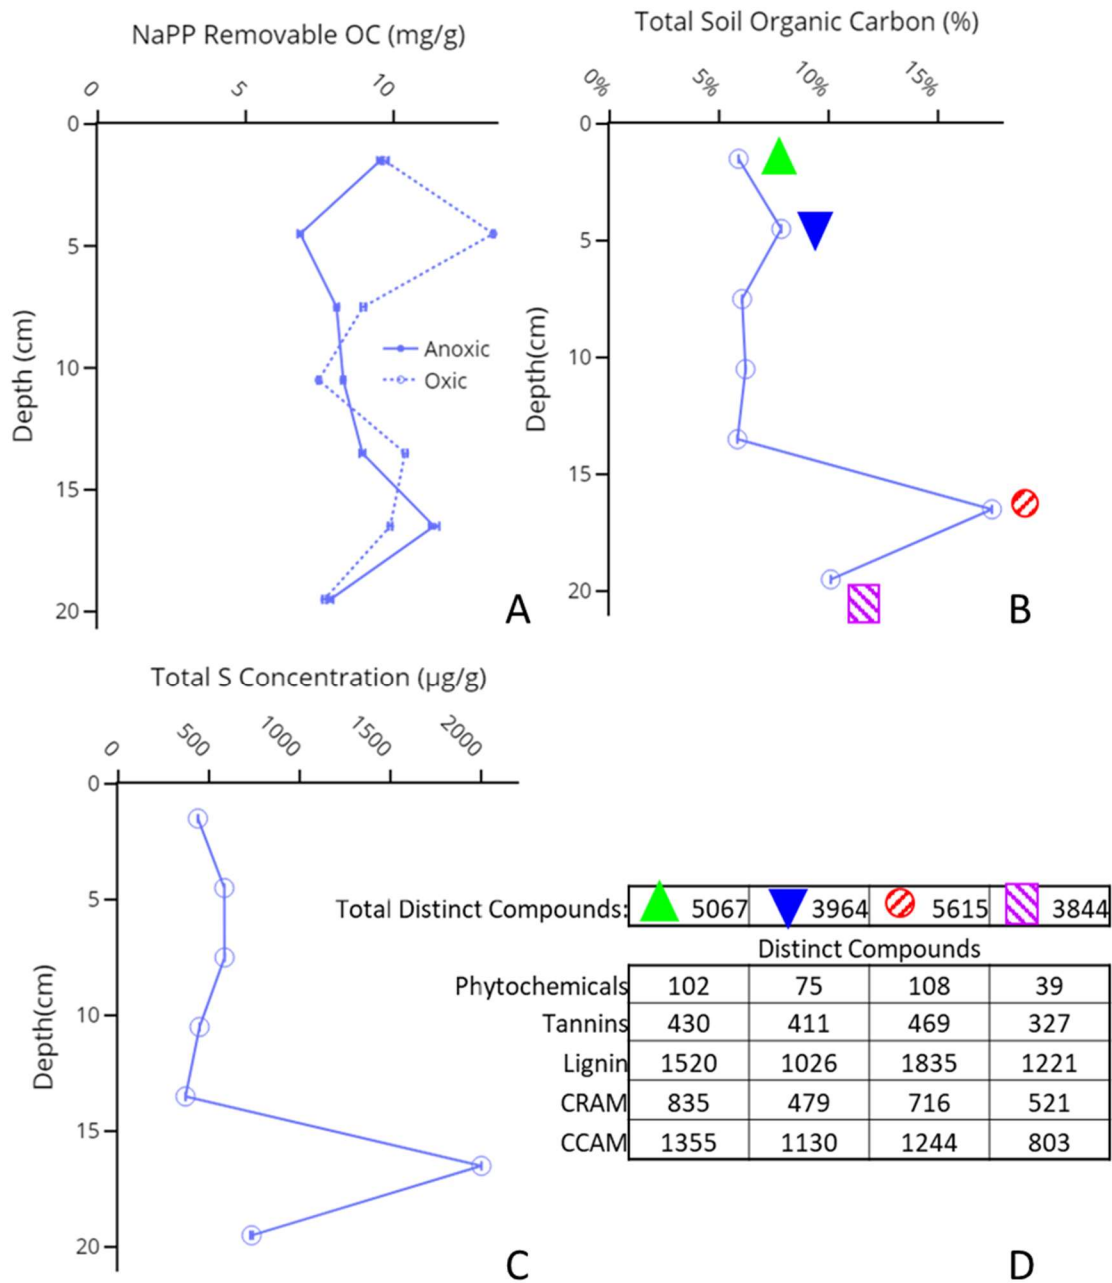 NaPP Removable OC (mg/g)
0 5 10
0
5
10
15
20
Depth (cm)
Anoxic
Oxic
A
Total Soil Organic Carbon (%)
0% 5% 10% 15%
0
5
10
15
20
Depth(cm)
B
Total S Concentration (µg/g)
0 500 1000 1500 2000
0
5
10
15
20
Depth(cm)
C
Total Distinct Compounds: 5067 3964 5615 3844
Distinct Compounds
Phytochemicals 102 75 108 39
Tannins 430 411 469 327
Lignin 1520 1026 1835 1221
CRAM 835 479 716 521
CCAM 1355 1130 1244 803
D